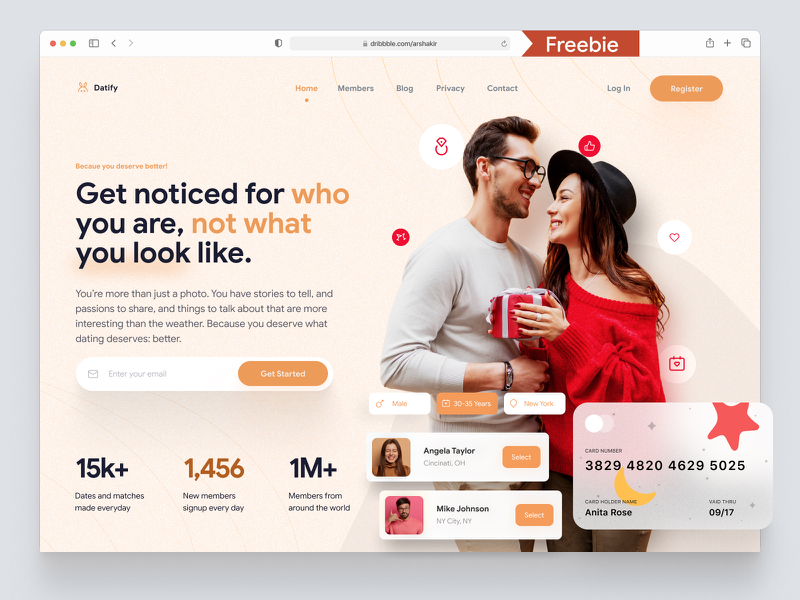 dribbble.com/arshakir
Freebie
Datify
Home
Members
Blog
Privacy
Contact
Log In
Register
Becaue you deserve better!
Get noticed for who
you are, not what
you look like.
You're more than just a photo. You have stories to tell, and
passions to share, and things to talk about that are more
interesting than the weather. Because you deserve what
dating deserves: better.
Enter your email
Get Started
15k+
Dates and matches
made everyday
1,456
New members
signup every day
1M+
Members from
around the world
Male
30-35 Years
New York
Angela Taylor
Cincinati, OH
Select
Mike Johnson
NY City, NY
Select
CARD NUMBER
3829 4820 4629 5025
CARD HOLDER NAME
Anita Rose
VAID THRU
09/17